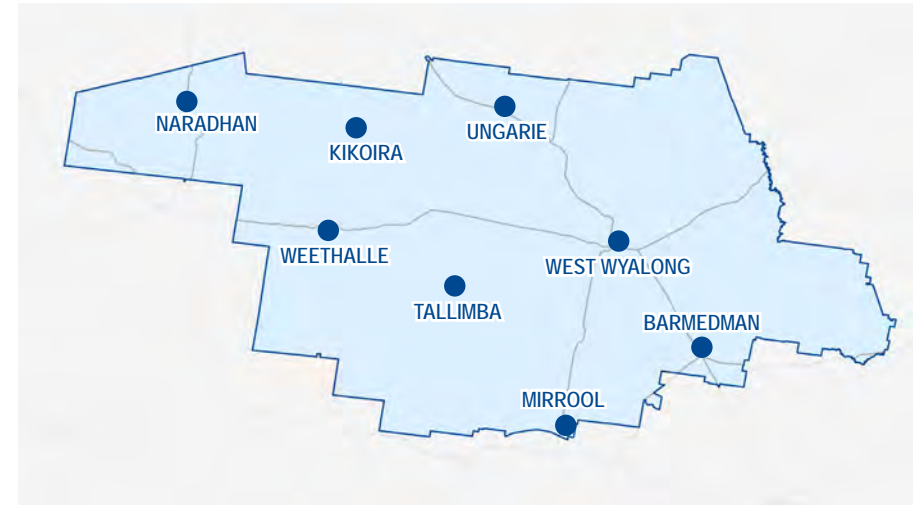 NARADHAN
UNGARIE
KIKOIRA
WEETHALLE
WEST WYALONG
TALLIMBA
BARMEDMAN
MIRROOL